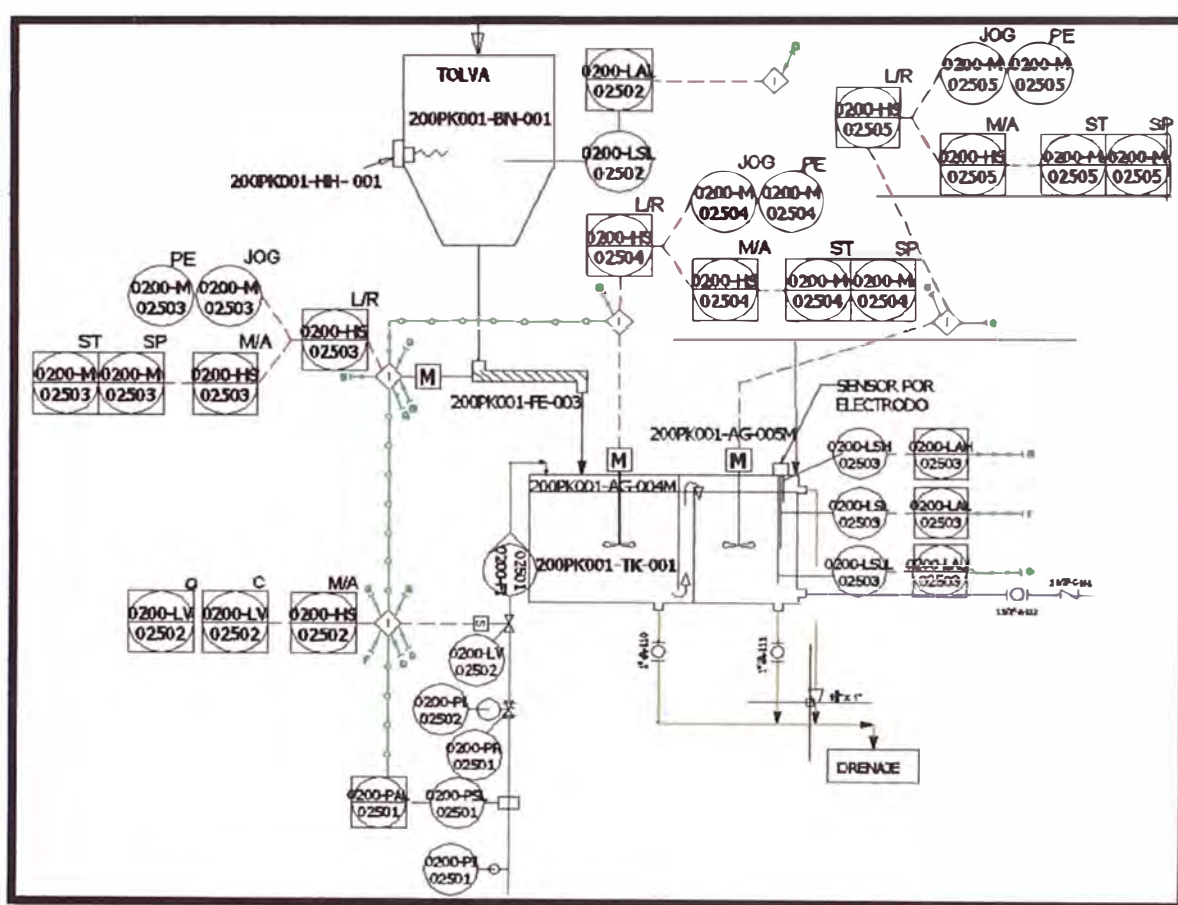 JOG PE
0200-M 0200-M
02505 02505
L/R
0200-HS
02505
M/A ST SP
0200-HS 0200-M 0200-M
02505 02505 02505
TOLVA
200PK001-BN-001
0200-LAL
02502
0200-LSL
02502
200PK001-HH-001
JOG PE
0200-M 0200-M
02504 02504
L/R
0200-HS
02504
M/A ST SP
0200-HS 0200-M 0200-M
02504 02504 02504
PE JOG
0200-M 0200-M
02503 02503
L/R
0200-HS
02503
ST SP M/A
0200-M 0200-M 0200-HS
02503 02503 02503
I
I
I
I
I
M
200PK001-FE-003
SENSOR POR
ELECTRODO
200PK001-AG-005M
M
M
200PK001-AG-004M
0200-LSH 0200-LAH
02503 02503
0200-LSL 0200-LAL
02503 02503
200PK001-TK-001
02503 02503
O C M/A
0200-LV 0200-LV 0200-HS
02502 02502 02502
S
0200-LV
02502
0200-PI
02502
0200-PR
02501
0200-PAL 0200-PSL
02501 02501
0200-PI
02501
DRENAJE